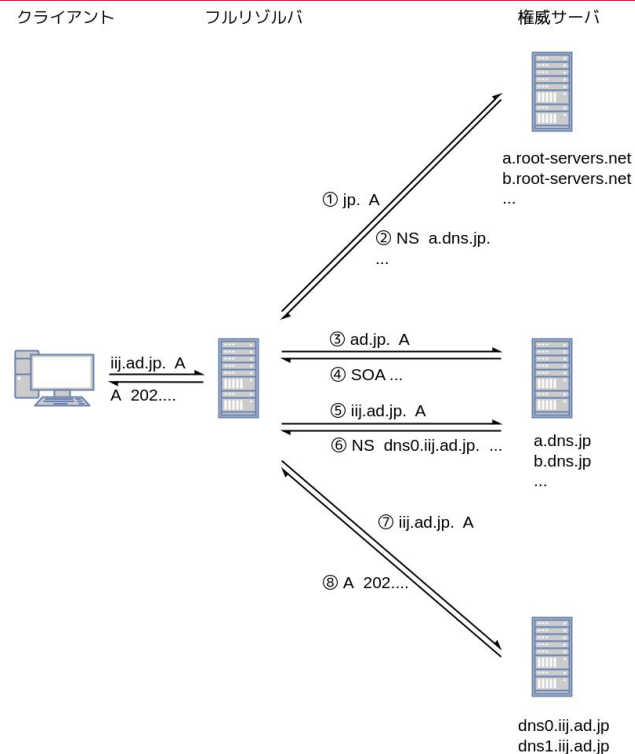 クライアント
フルリゾルバ
権威サーバ
a.root-servers.net
b.root-servers.net
...
① jp. A
② NS a.dns.jp.
...
③ ad.jp. A
④ SOA ...
iij.ad.jp. A
A 202....
⑤ iij.ad.jp. A
⑥ NS dns0.iij.ad.jp. ...
a.dns.jp
b.dns.jp
...
⑦ iij.ad.jp. A
⑧ A 202....
dns0.iij.ad.jp
dns1.iij.ad.jp